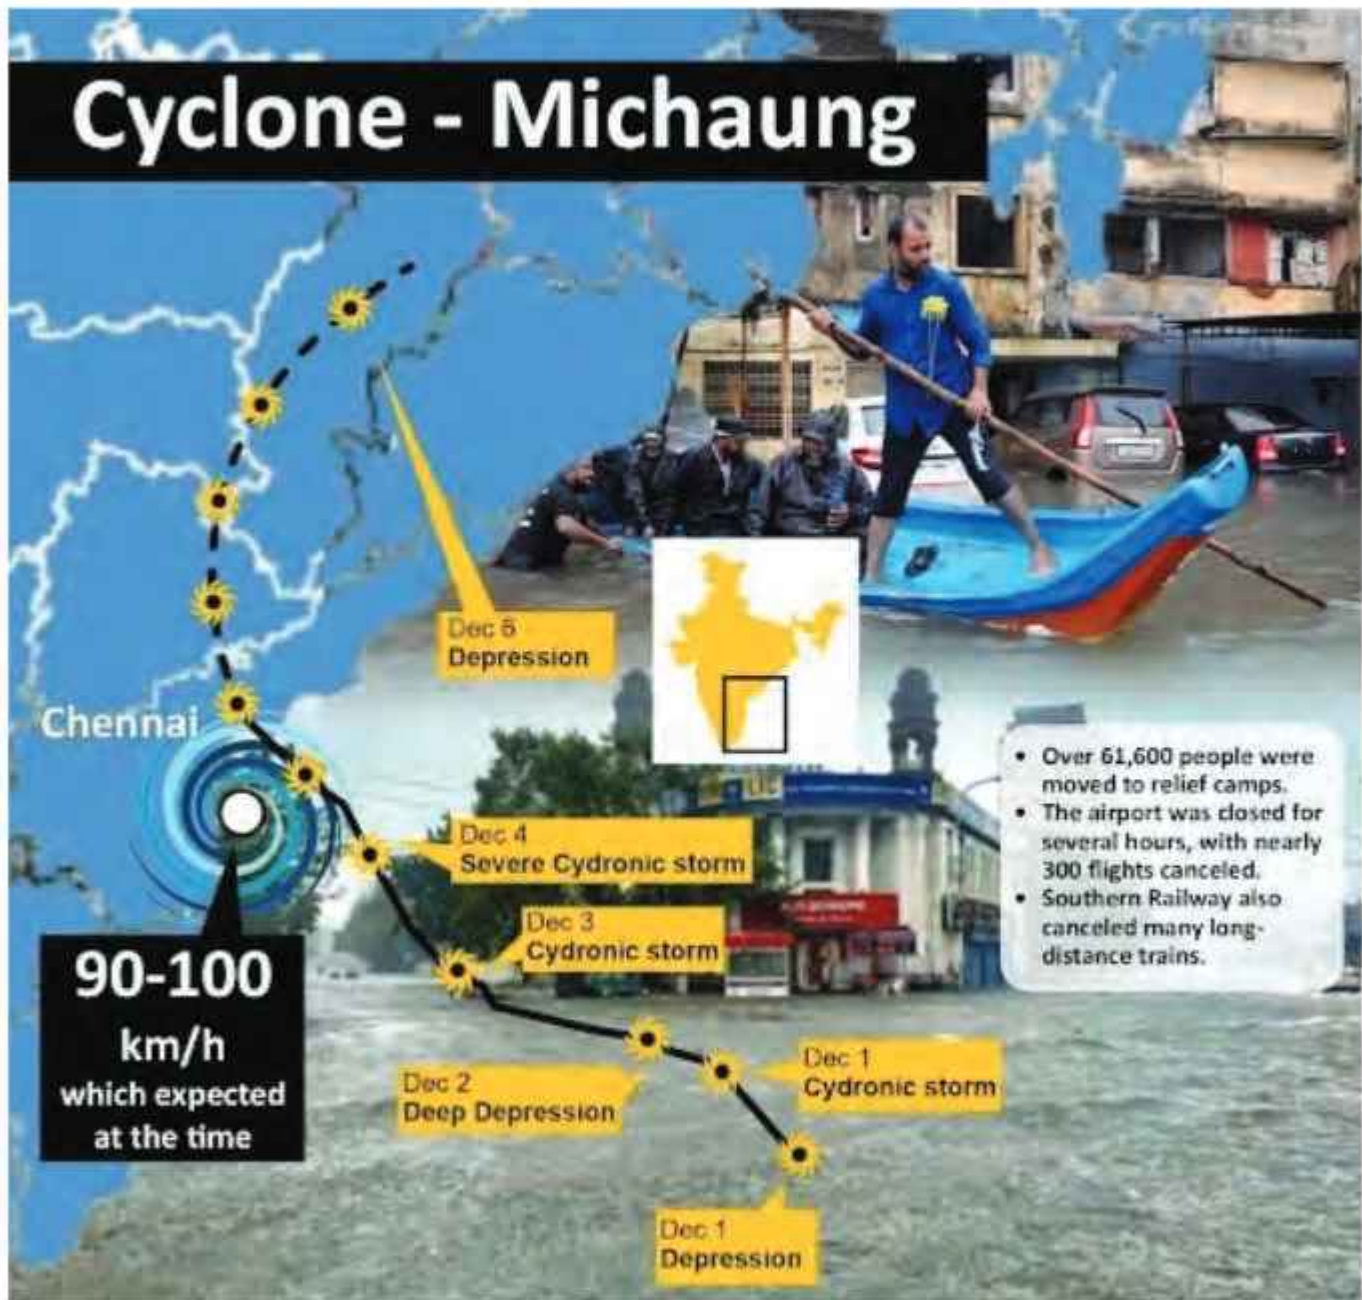 Cyclone - Michaung
Dec 6
Depression
Chennai
• Over 61,600 people were
moved to relief camps.
• The airport was closed for
several hours, with nearly
300 flights canceled.
• Southern Railway also
canceled many long-
distance trains.
Dec 4
Severe Cydronic storm
Dec 3
Cydronic storm
90-100
km/h
which expected
at the time
Dec 2
Deep Depression
Dec 1
Cydronic storm
Dec 1
Depression